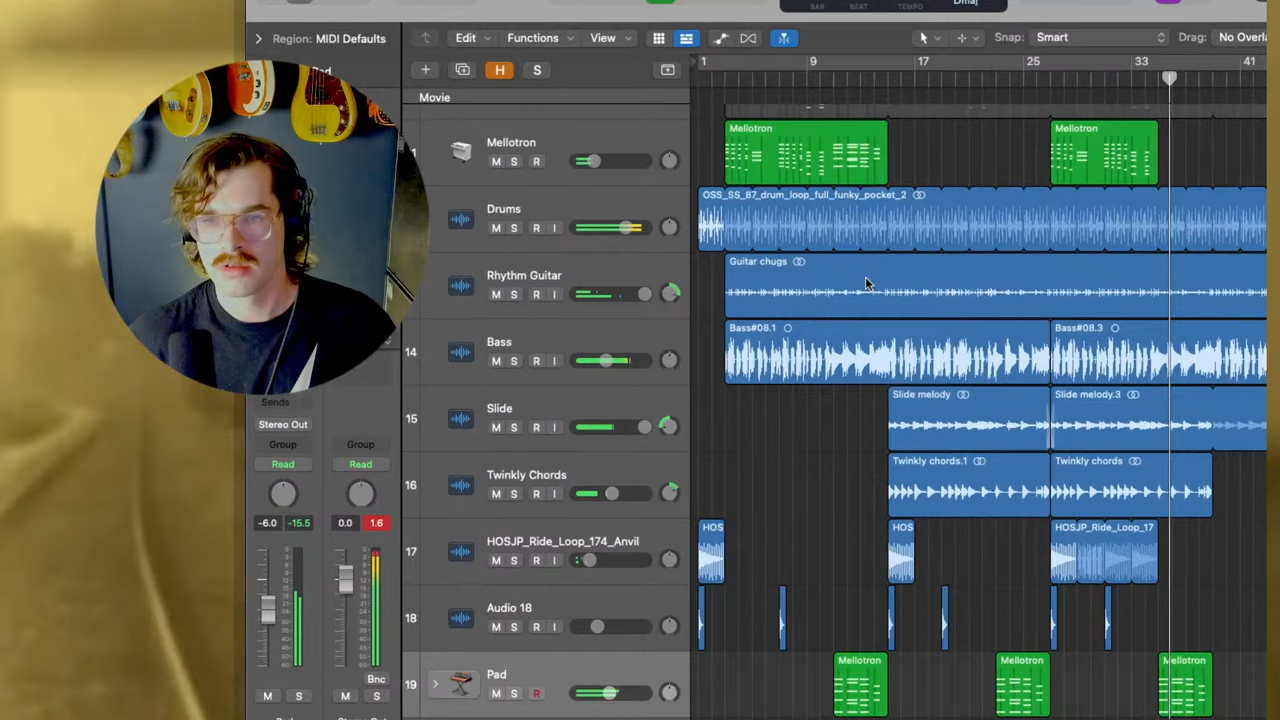 BAR BEAT TEMPO Dmaj
Region: MIDI Defaults
Edit Functions View Snap: Smart Drag: No Overla
H S 1 9 17 25 33 41
Movie
Mellotron
M S R
Mellotron Mellotron
Drums
M S R I
OSS_SS_87_drum_loop_full_funky_pocket_2
Rhythm Guitar
M S R I
Guitar chugs
14 Bass
M S R I
Bass#08.1 Bass#08.3
15 Slide
M S R I
Slide melody Slide melody.3
16 Twinkly Chords
M S R I
Twinkly chords.1 Twinkly chords
17 HOSJP_Ride_Loop_174_Anvil
M S R I
HOS HOS HOSJP_Ride_Loop_17
18 Audio 18
M S R I
19 Pad
M S R
Mellotron Mellotron Mellotron
Sends
Stereo Out
Group Group
Read Read
-6.0 -15.5 0.0 1.6
Bnc
M S M S